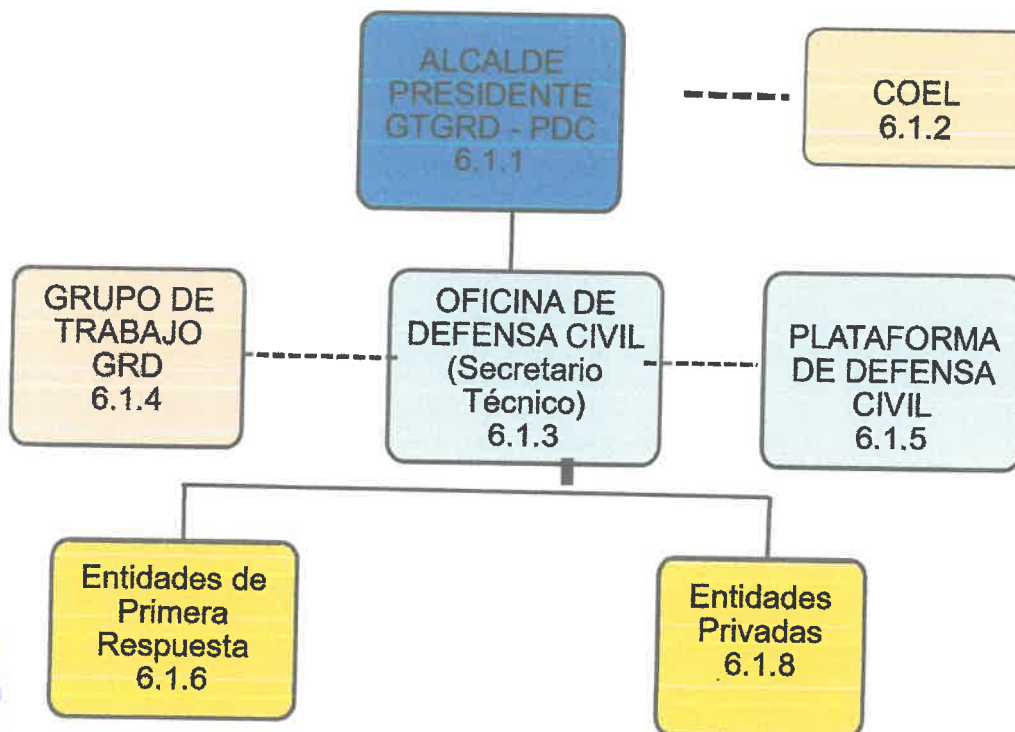 ALCALDE
PRESIDENTE
GTGRD - PDC
6.1.1
COEL
6.1.2
GRUPO DE
TRABAJO
GRD
6.1.4
OFICINA DE
DEFENSA CIVIL
(Secretario
Técnico)
6.1.3
PLATAFORMA
DE DEFENSA
CIVIL
6.1.5
Entidades de
Primera
Respuesta
6.1.6
Entidades
Privadas
6.1.8